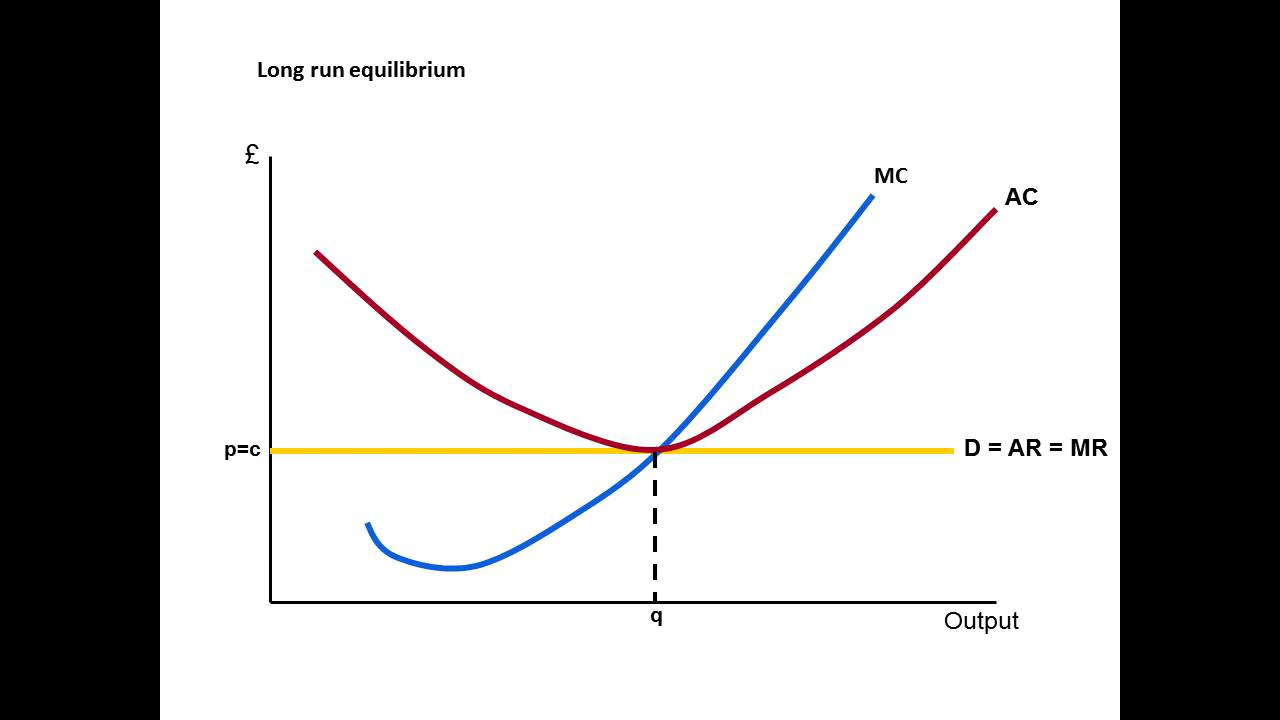 Long run equilibrium
£
MC
AC
p=c
D = AR = MR
q
Output